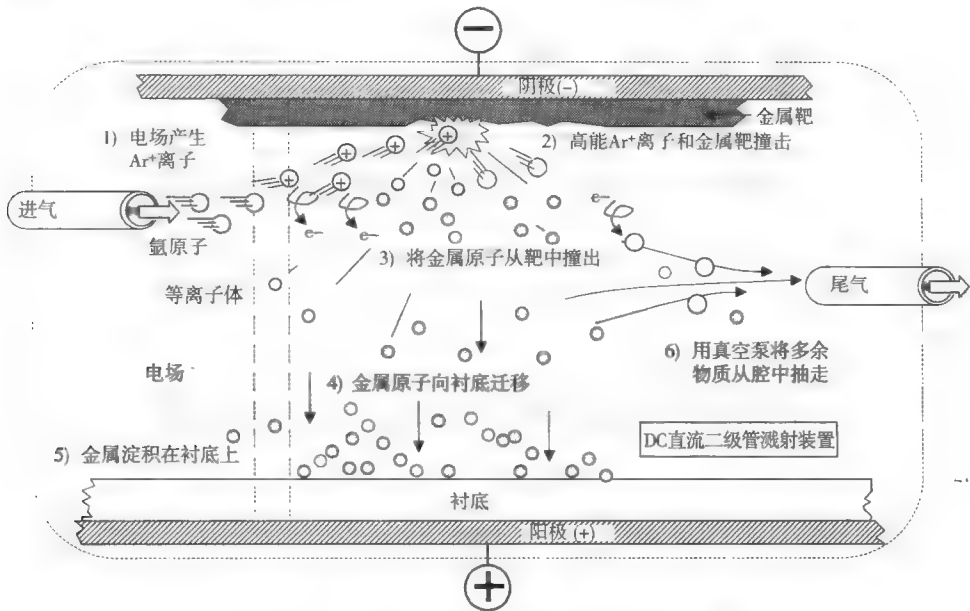 −
阴极(-)
金属靶
1) 电场产生
Ar⁺离子
2) 高能Ar⁺离子和金属靶撞击
+
+
+
+
+
进气
氩原子
e−
e−
e−
3) 将金属原子从靶中撞出
等离子体
尾气
电场
4) 金属原子向衬底迁移
6) 用真空泵将多余
物质从腔中抽走
DC直流二级管溅射装置
5) 金属淀积在衬底上
衬底
阳极(+)
+